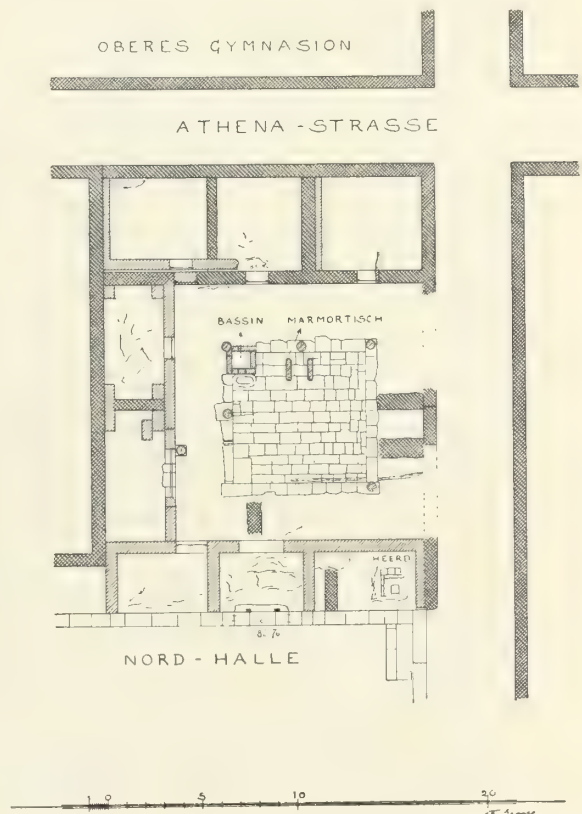 OBERES GYMNASION
ATHENA - STRASSE
BASSIN MARMORTISCH
HEERD
NORD - HALLE
0 5 10 20